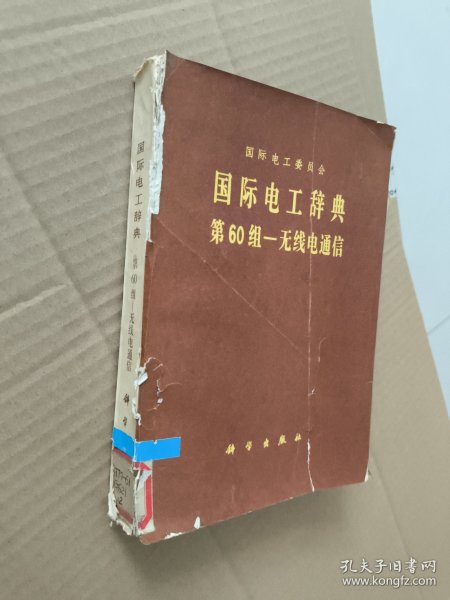 国际电工委员会
国际电工辞典
第60组—无线电通信
科学出版社
国际电工辞典 第60组—无线电通信
科学
孔夫子旧书网
www.kongfz.com